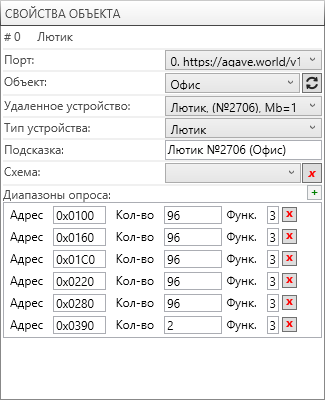 СВОЙСТВА ОБЪЕКТА
# 0 Лютик
Порт: 0. https://agave.world/v1
Объект: Офис
Удаленное устройство: Лютик, (№2706), Mb=1
Тип устройства: Лютик
Подсказка: Лютик №2706 (Офис)
Схема: x
Диапазоны опроса: +
Адрес 0x0100 Кол-во 96 Функ. 3 x
Адрес 0x0160 Кол-во 96 Функ. 3 x
Адрес 0x01C0 Кол-во 96 Функ. 3 x
Адрес 0x0220 Кол-во 96 Функ. 3 x
Адрес 0x0280 Кол-во 96 Функ. 3 x
Адрес 0x0390 Кол-во 2 Функ. 3 x